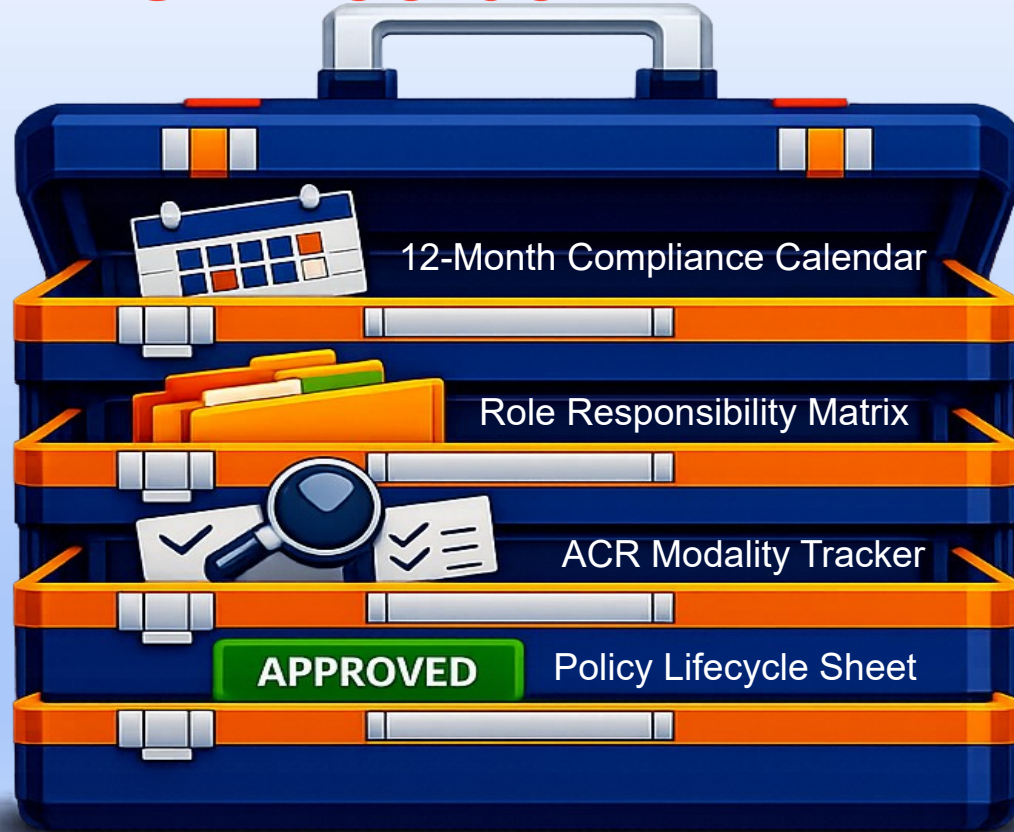 12-Month Compliance Calendar
Role Responsibility Matrix
ACR Modality Tracker
APPROVED
Policy Lifecycle Sheet